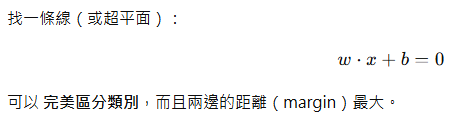 找一條線（或超平面）：
w · x + b = 0
可以 完美區分類別，而且兩邊的距離（margin）最大。